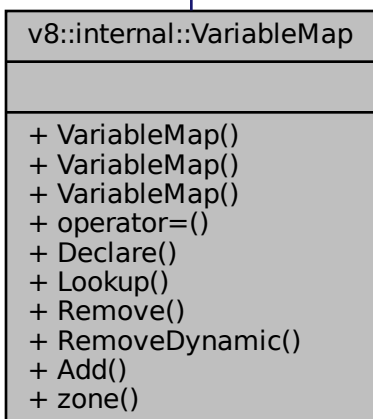 v8::internal::VariableMap
+ VariableMap()
+ VariableMap()
+ VariableMap()
+ operator=()
+ Declare()
+ Lookup()
+ Remove()
+ RemoveDynamic()
+ Add()
+ zone()